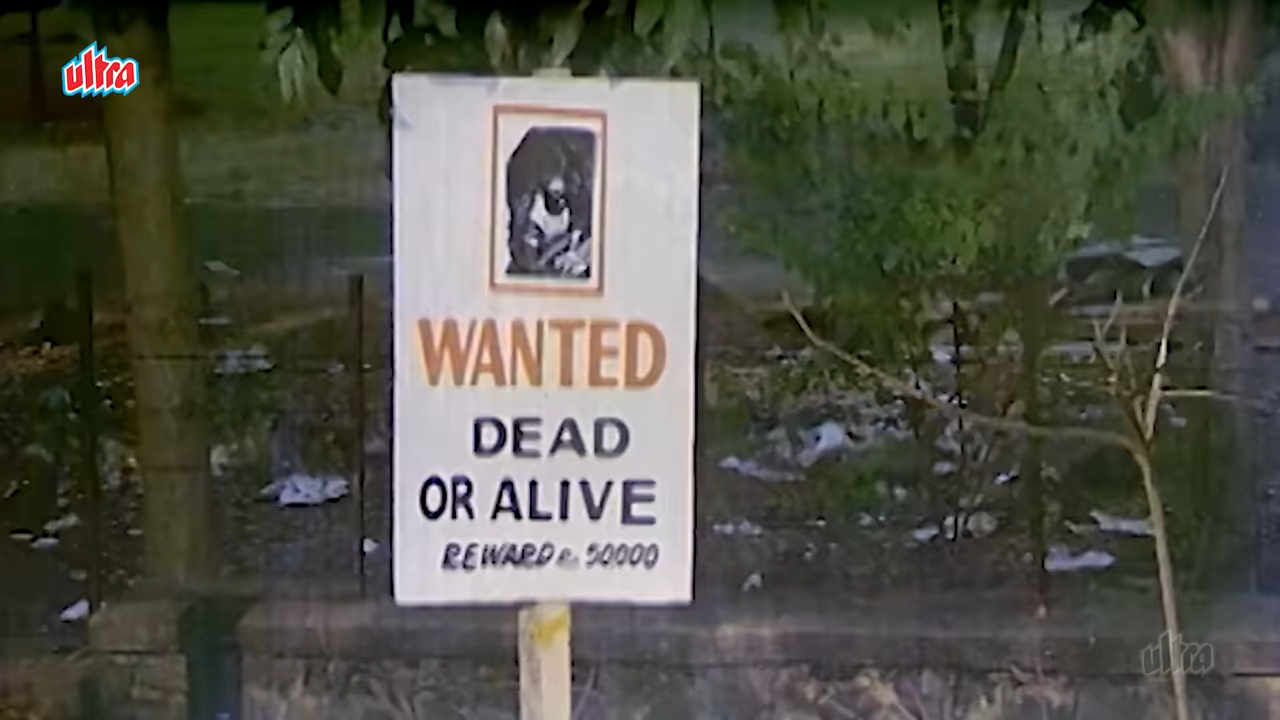 ultra
WANTED
DEAD
OR ALIVE
REWARD Rs. 50000
ultra